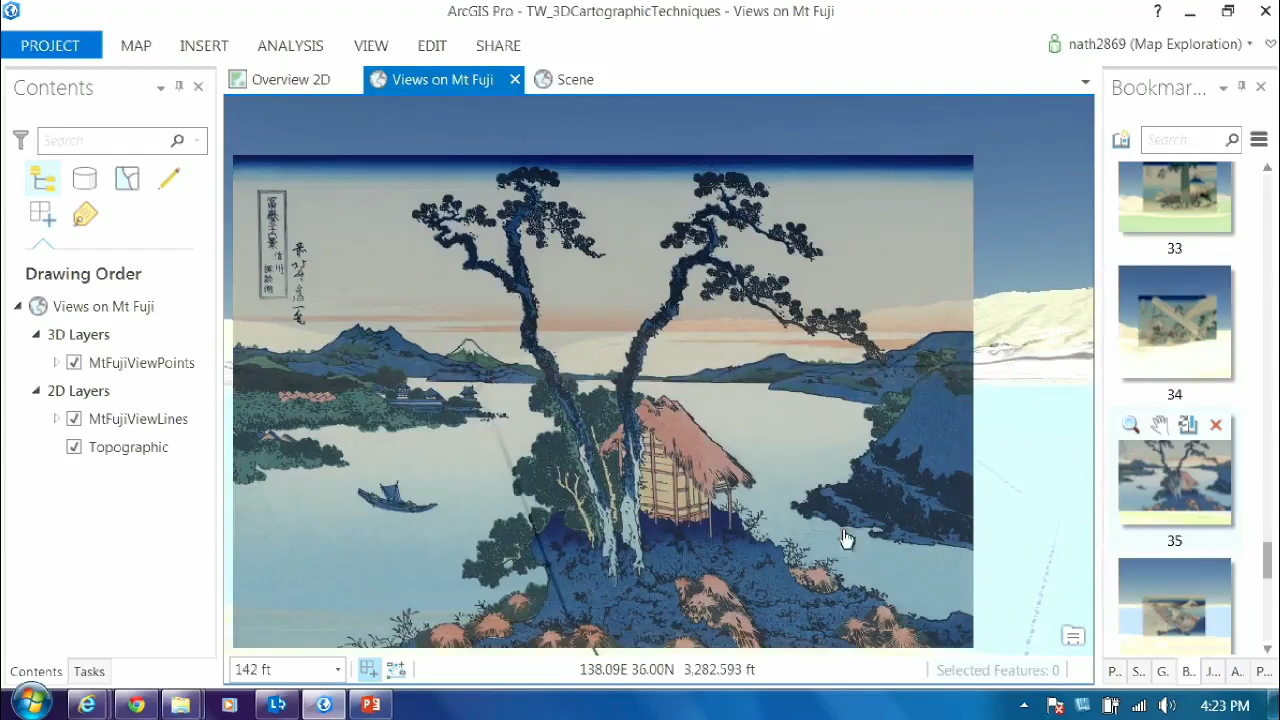 ArcGIS Pro - TW_3DCartographicTechniques - Views on Mt Fuji
?
PROJECT MAP INSERT ANALYSIS VIEW EDIT SHARE
nath2869 (Map Exploration)
Contents
Overview 2D Views on Mt Fuji Scene
Bookmar...
Search
Search
Drawing Order
Views on Mt Fuji
3D Layers
MtFujiViewPoints
2D Layers
MtFujiViewLines
Topographic
33
34
35
Contents Tasks
142 ft
138.09E 36.00N 3,282.593 ft
Selected Features: 0
P... S... G. B... J... A.. P...
4:23 PM